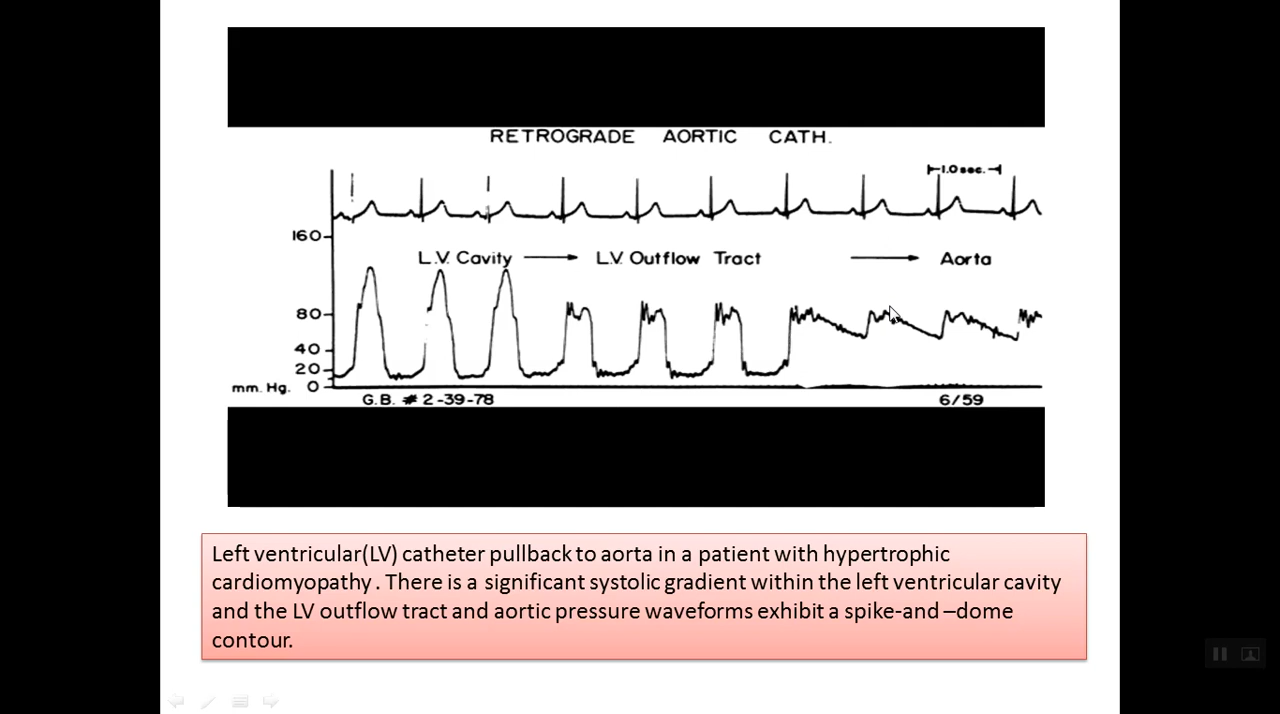 RETROGRADE AORTIC CATH.
1.0 sec.
160
L.V. Cavity L.V. Outflow Tract Aorta
80
40
20
mm. Hg. 0
G.B. # 2-39-78 6/59
Left ventricular(LV) catheter pullback to aorta in a patient with hypertrophic
cardiomyopathy . There is a significant systolic gradient within the left ventricular cavity
and the LV outflow tract and aortic pressure waveforms exhibit a spike-and –dome
contour.